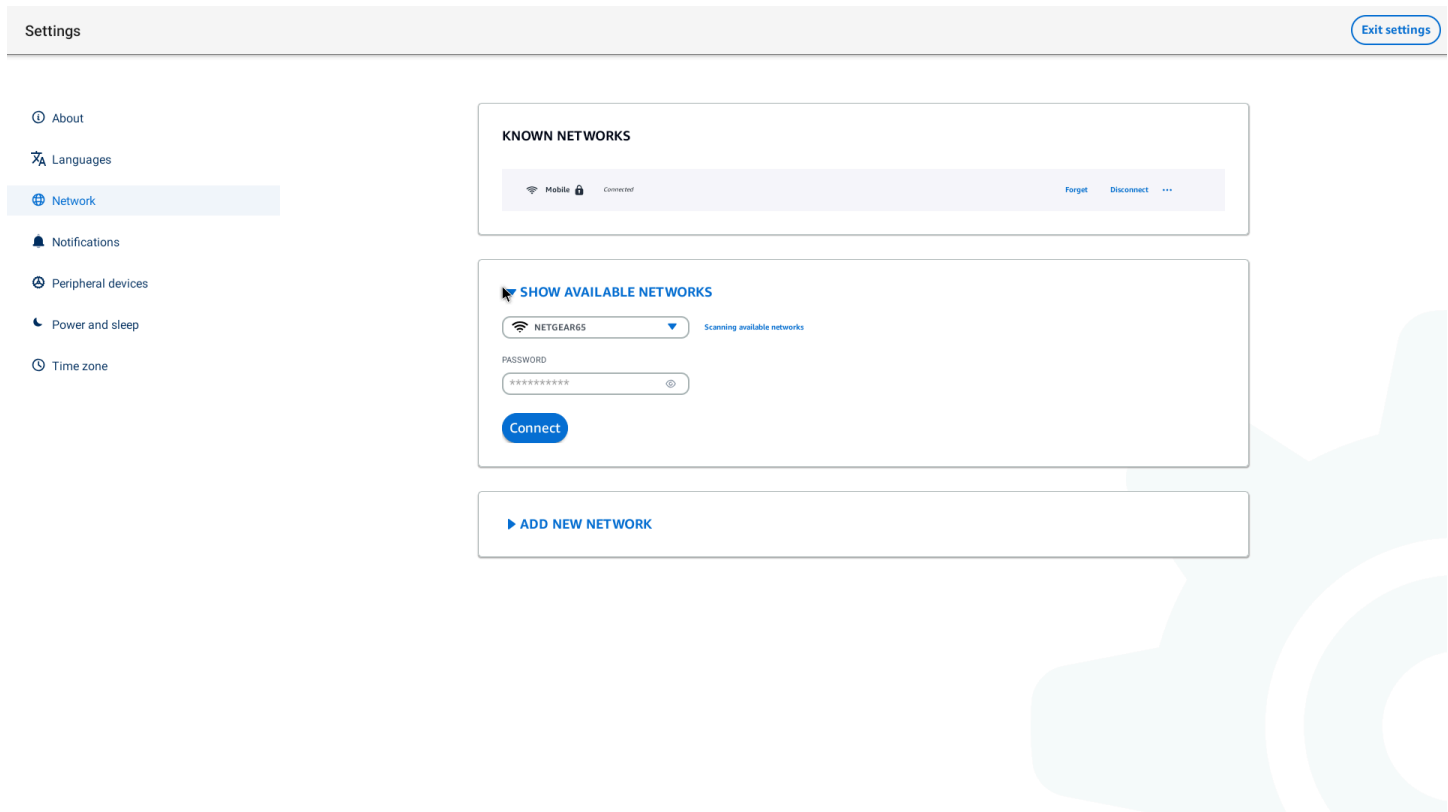 Settings
Exit settings
About
Languages
Network
Notifications
Peripheral devices
Power and sleep
Time zone
KNOWN NETWORKS
Mobile Connected Forget Disconnect ···
SHOW AVAILABLE NETWORKS
NETGEAR65 Scanning available networks
PASSWORD
**********
Connect
ADD NEW NETWORK